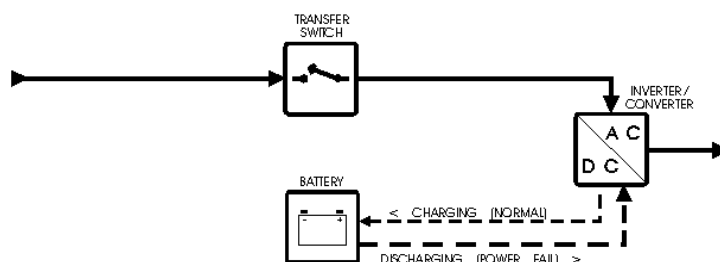 TRANSFER
SWITCH
INVERTER/
CONVERTER
A C
D C
BATTERY
- +
< CHARGING (NORMAL)
DISCHARGING (POWER FAIL) >